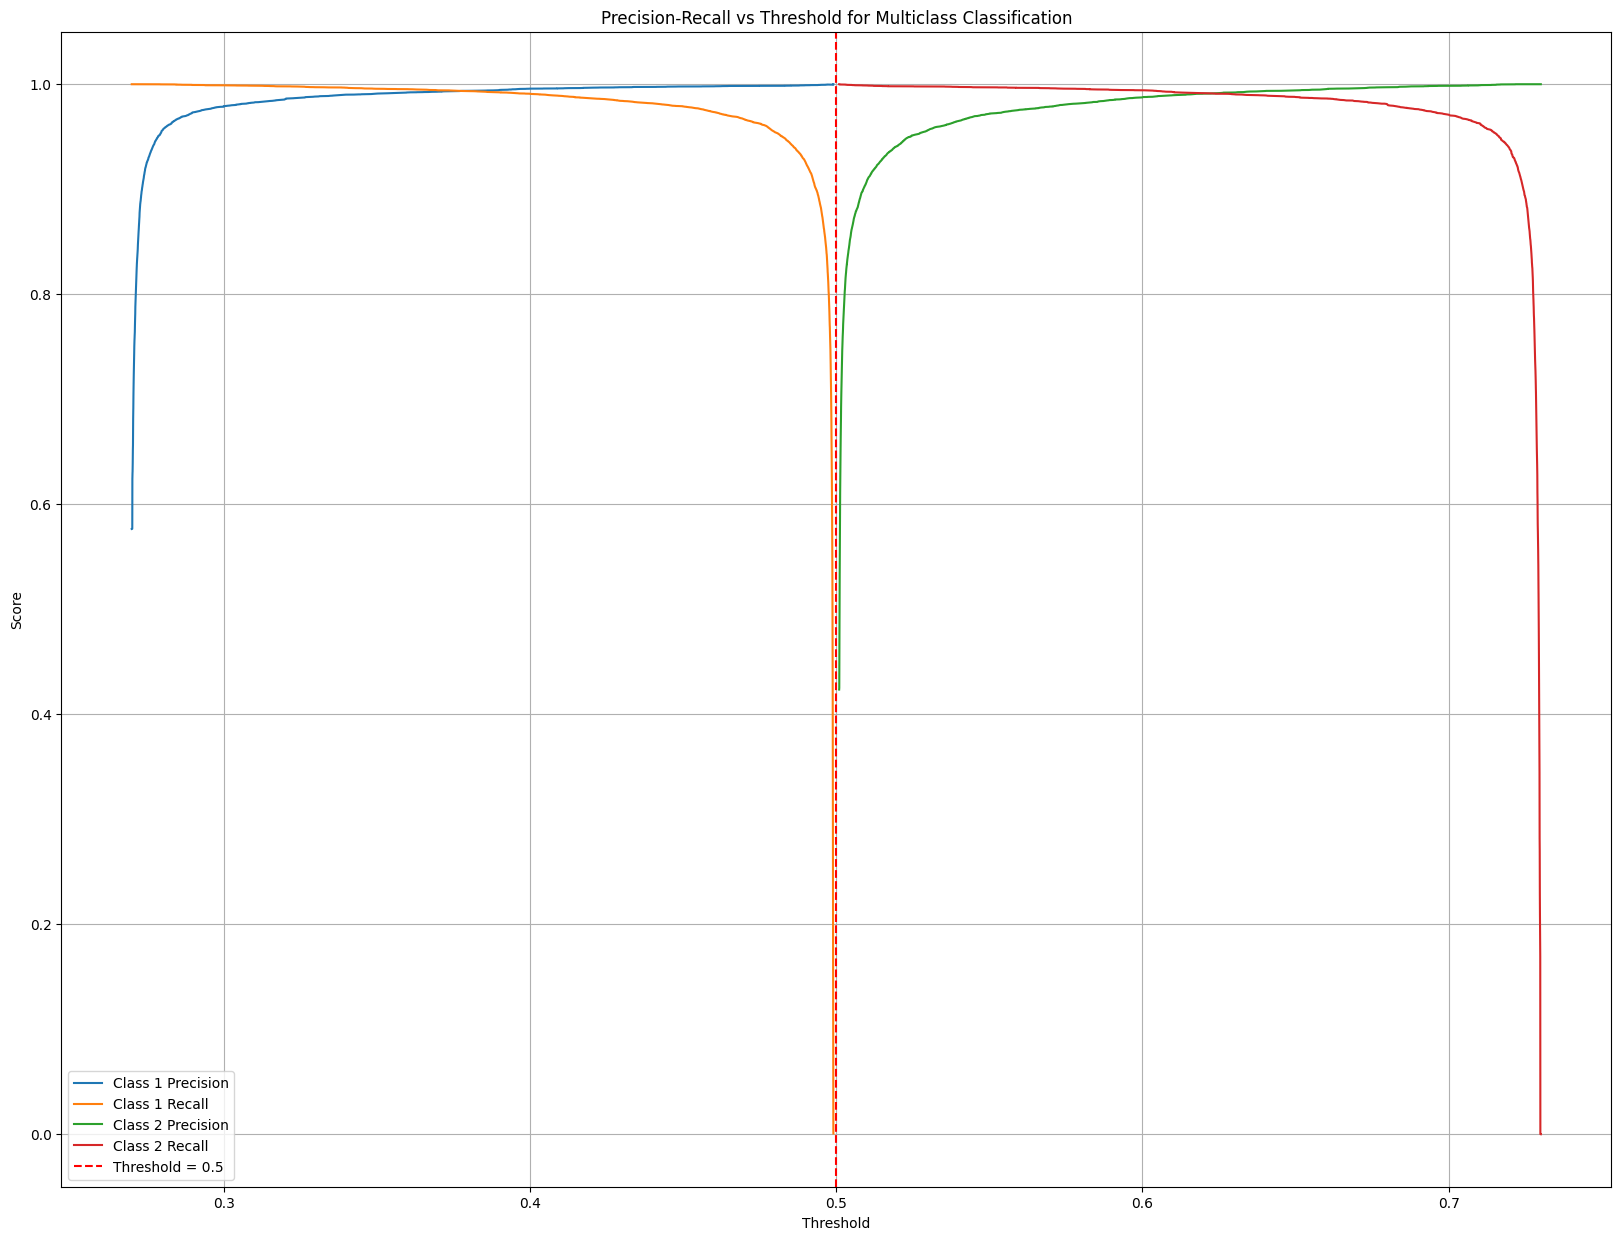 Precision-Recall vs Threshold for Multiclass Classification
1.0
0.8
0.6
0.4
0.2
0.0
Score
Class 1 Precision
Class 1 Recall
Class 2 Precision
Class 2 Recall
Threshold = 0.5
0.3
0.4
0.5
0.6
0.7
Threshold